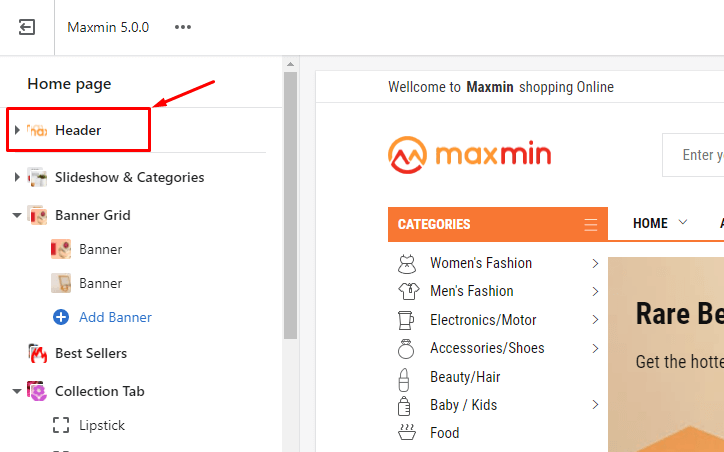 Maxmin 5.0.0
Home page
Header
Slideshow & Categories
Banner Grid
Banner
Banner
Add Banner
Best Sellers
Collection Tab
Lipstick
Wellcome to Maxmin shopping Online
maxmin
Enter yo
CATEGORIES
HOME
Women's Fashion
Men's Fashion
Electronics/Motor
Accessories/Shoes
Beauty/Hair
Baby / Kids
Food
Rare Be
Get the hotte